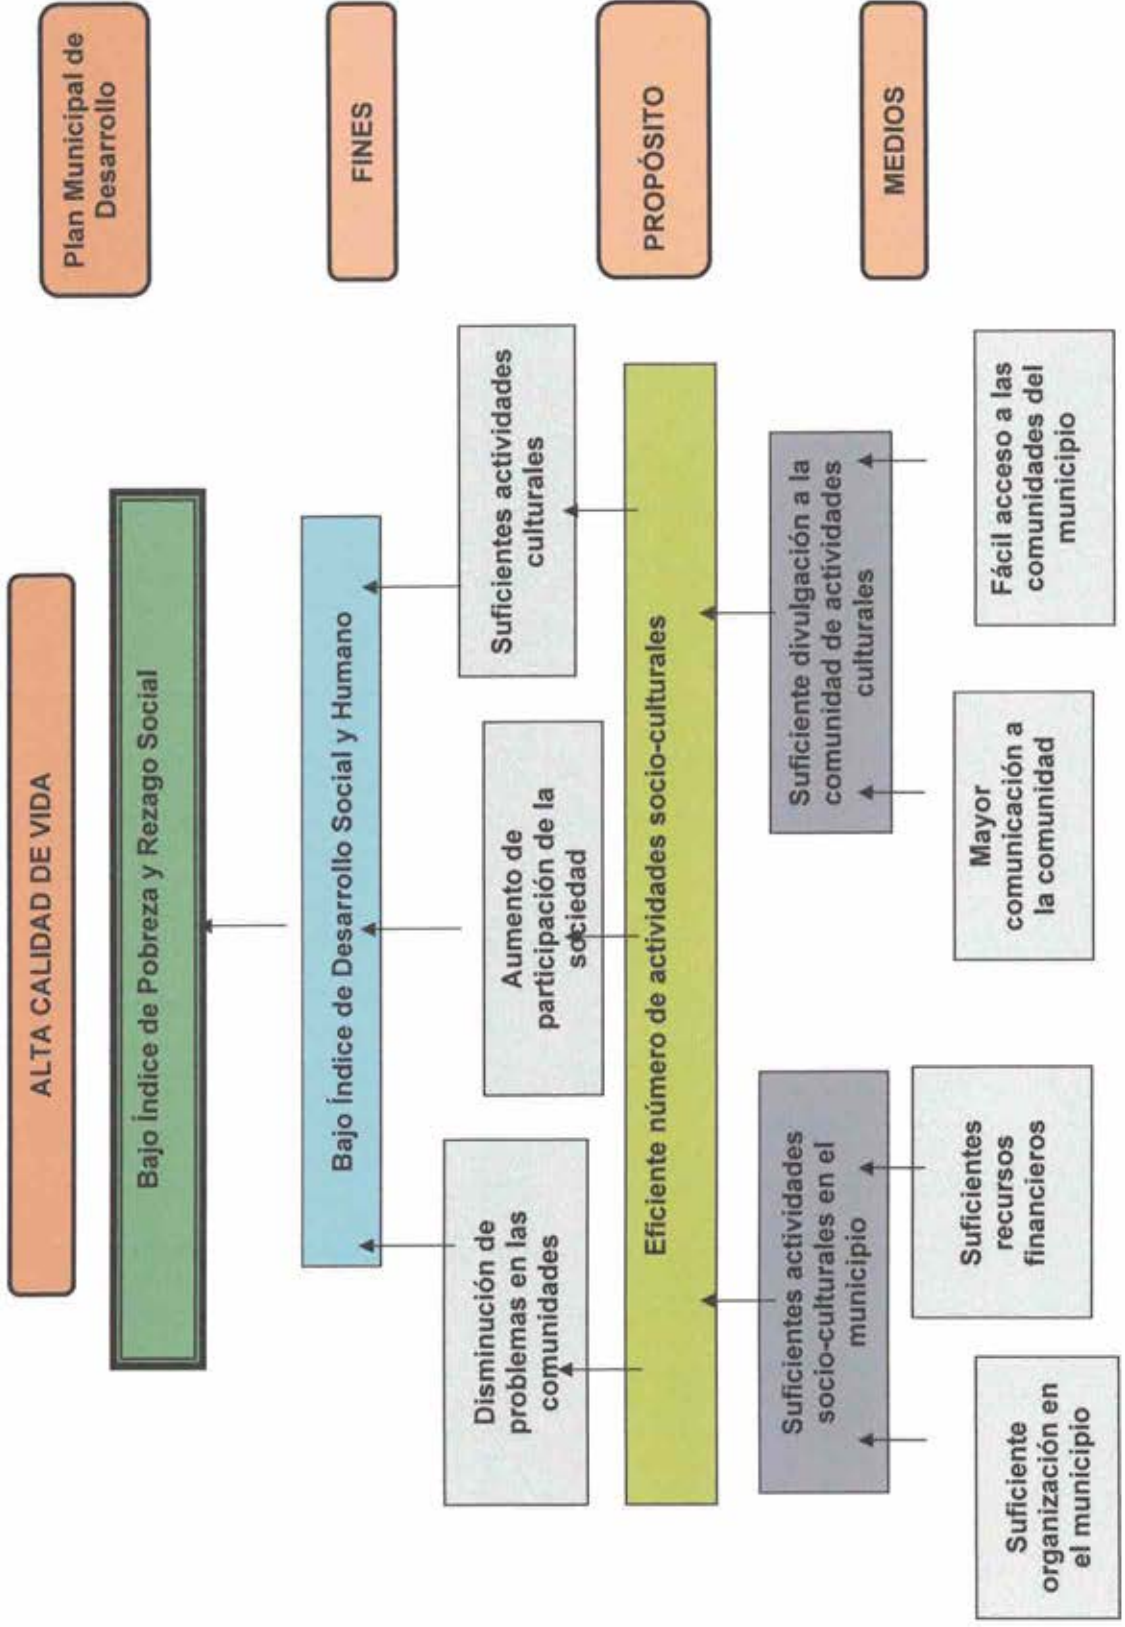 ALTA CALIDAD DE VIDA
Plan Municipal de
Desarrollo
Bajo Índice de Pobreza y Rezago Social
Bajo Índice de Desarrollo Social y Humano
FINES
Disminución de
problemas en las
comunidades
Aumento de
participación de la
sociedad
Suficientes actividades
culturales
Eficiente número de actividades socio-culturales
PROPÓSITO
Suficientes actividades
socio-culturales en el
municipio
Suficiente divulgación a la
comunidad de actividades
culturales
MEDIOS
Suficiente
organización en
el municipio
Suficientes
recursos
financieros
Mayor
comunicación a
la comunidad
Fácil acceso a las
comunidades del
municipio